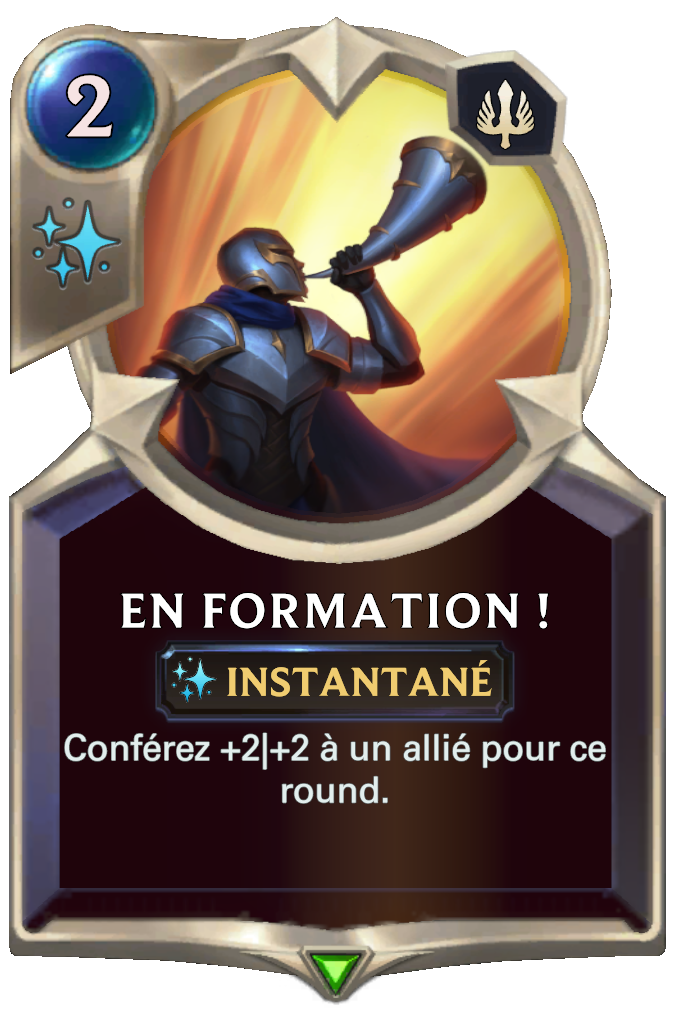 2
EN FORMATION !
INSTANTANÉ
Conférez +2|+2 à un allié pour ce
round.